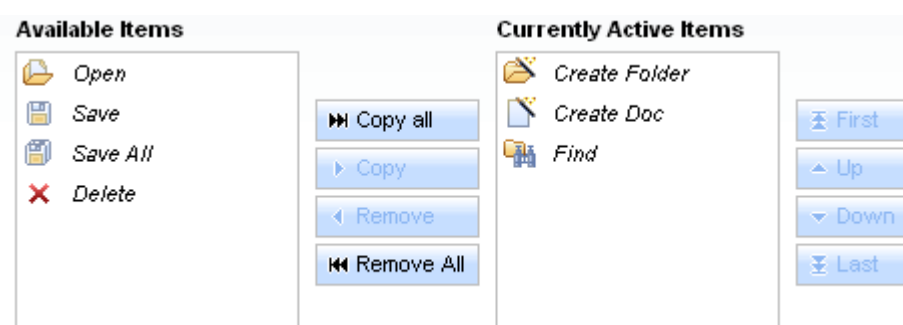 Available Items
Open
Save
Save All
Delete
Copy all
Copy
Remove
Remove All
Currently Active Items
Create Folder
Create Doc
Find
First
Up
Down
Last